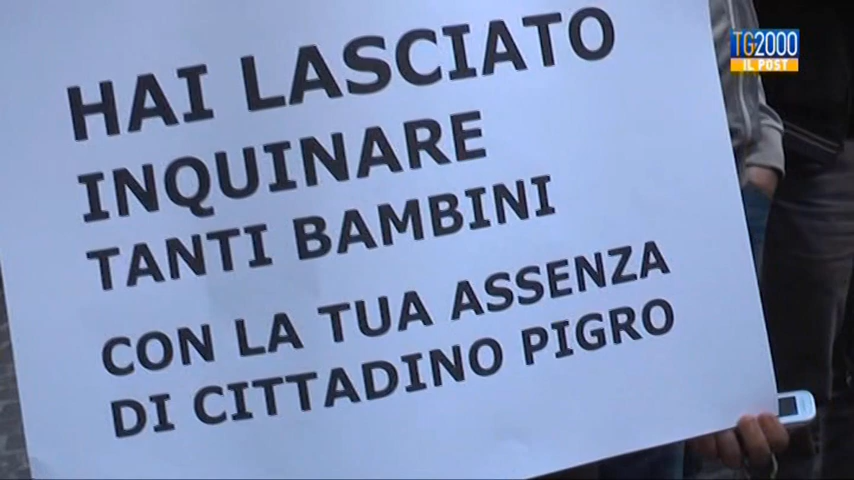 HAI LASCIATO
INQUINARE
TANTI BAMBINI
CON LA TUA ASSENZA
DI CITTADINO PIGRO
TG2000
IL POST